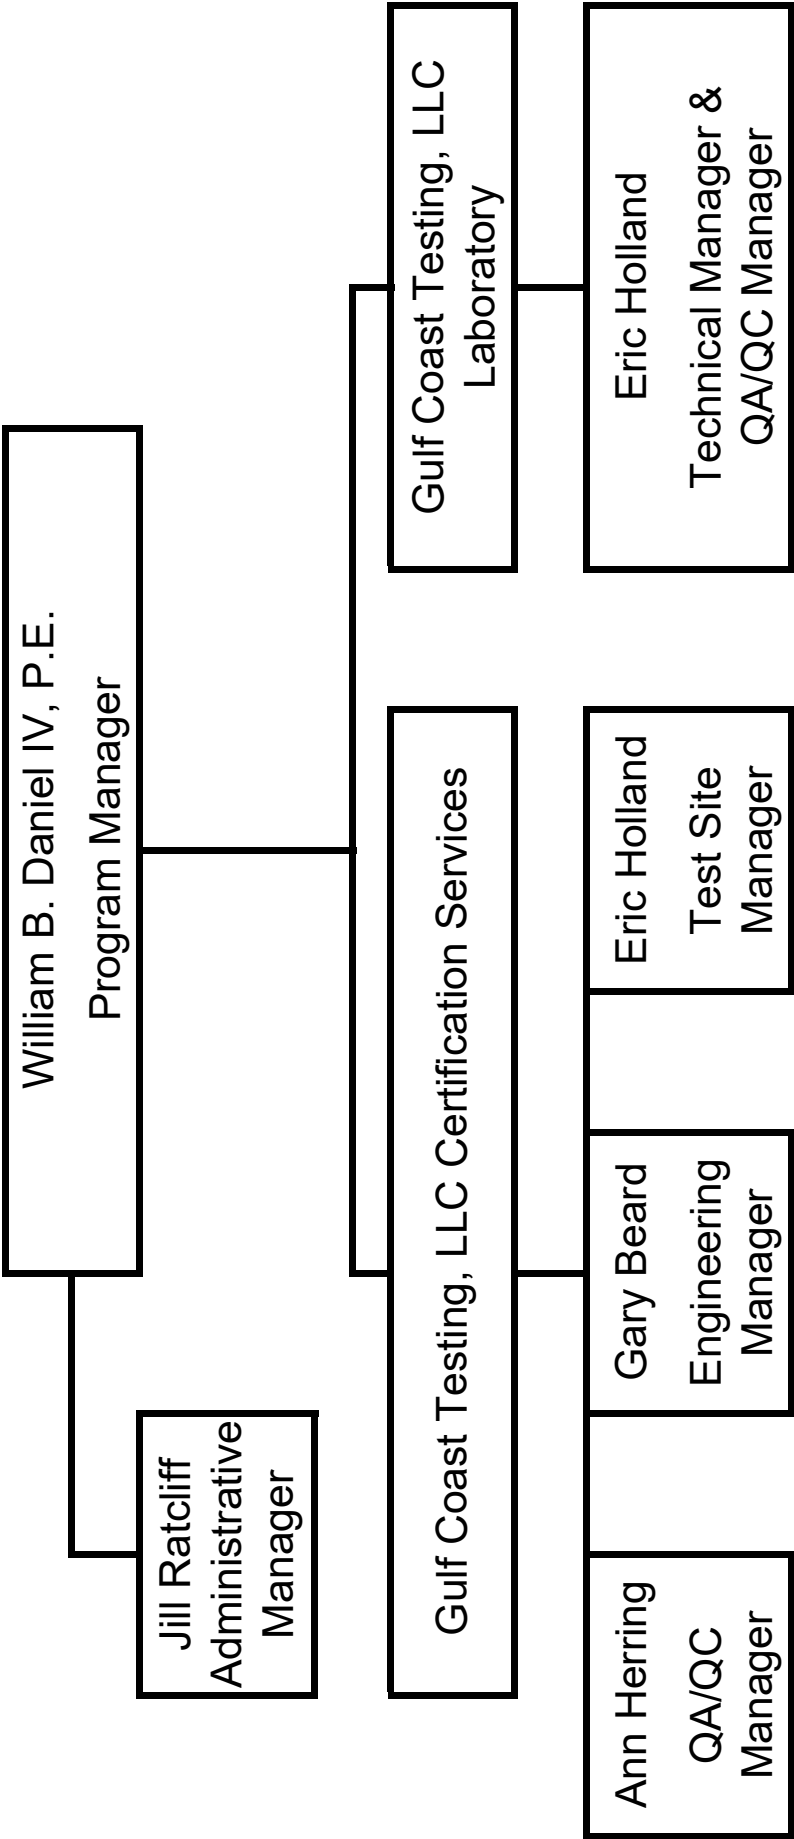 William B. Daniel IV, P.E.
Program Manager
Jill Ratcliff
Administrative
Manager
Gulf Coast Testing, LLC Certification Services
Gulf Coast Testing, LLC
Laboratory
Ann Herring
QA/QC
Manager
Gary Beard
Engineering
Manager
Eric Holland
Test Site
Manager
Eric Holland
Technical Manager &
QA/QC Manager